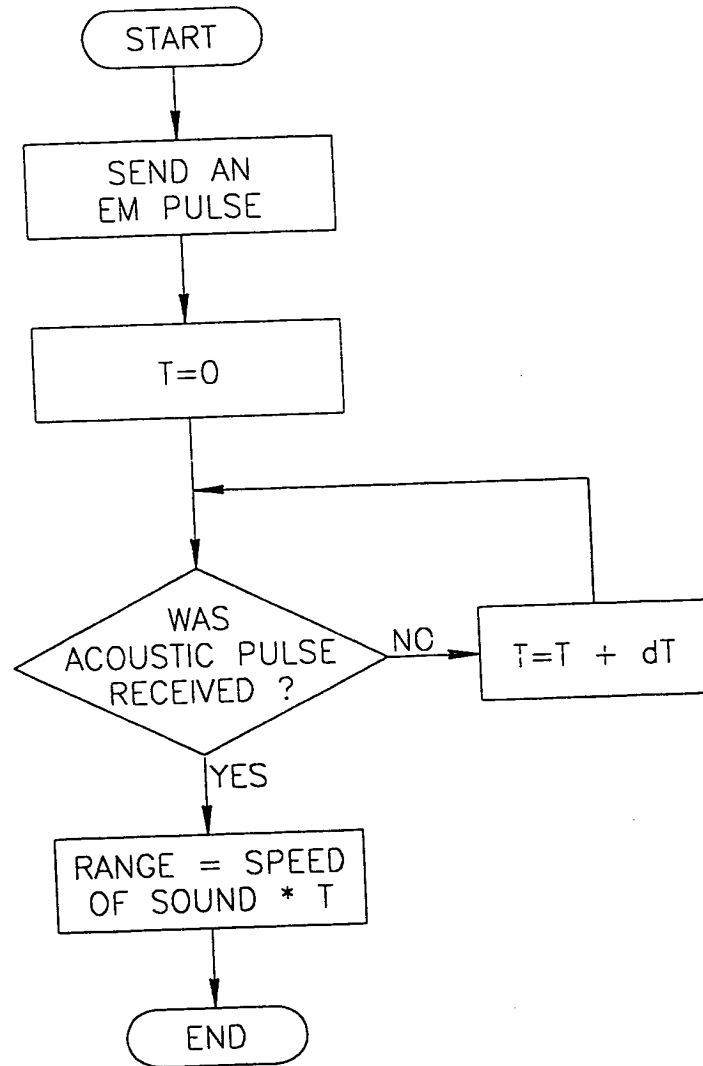 START
SEND AN
EM PULSE
T=0
WAS
ACOUSTIC PULSE
RECEIVED ?
NO
T=T + dT
YES
RANGE = SPEED
OF SOUND * T
END